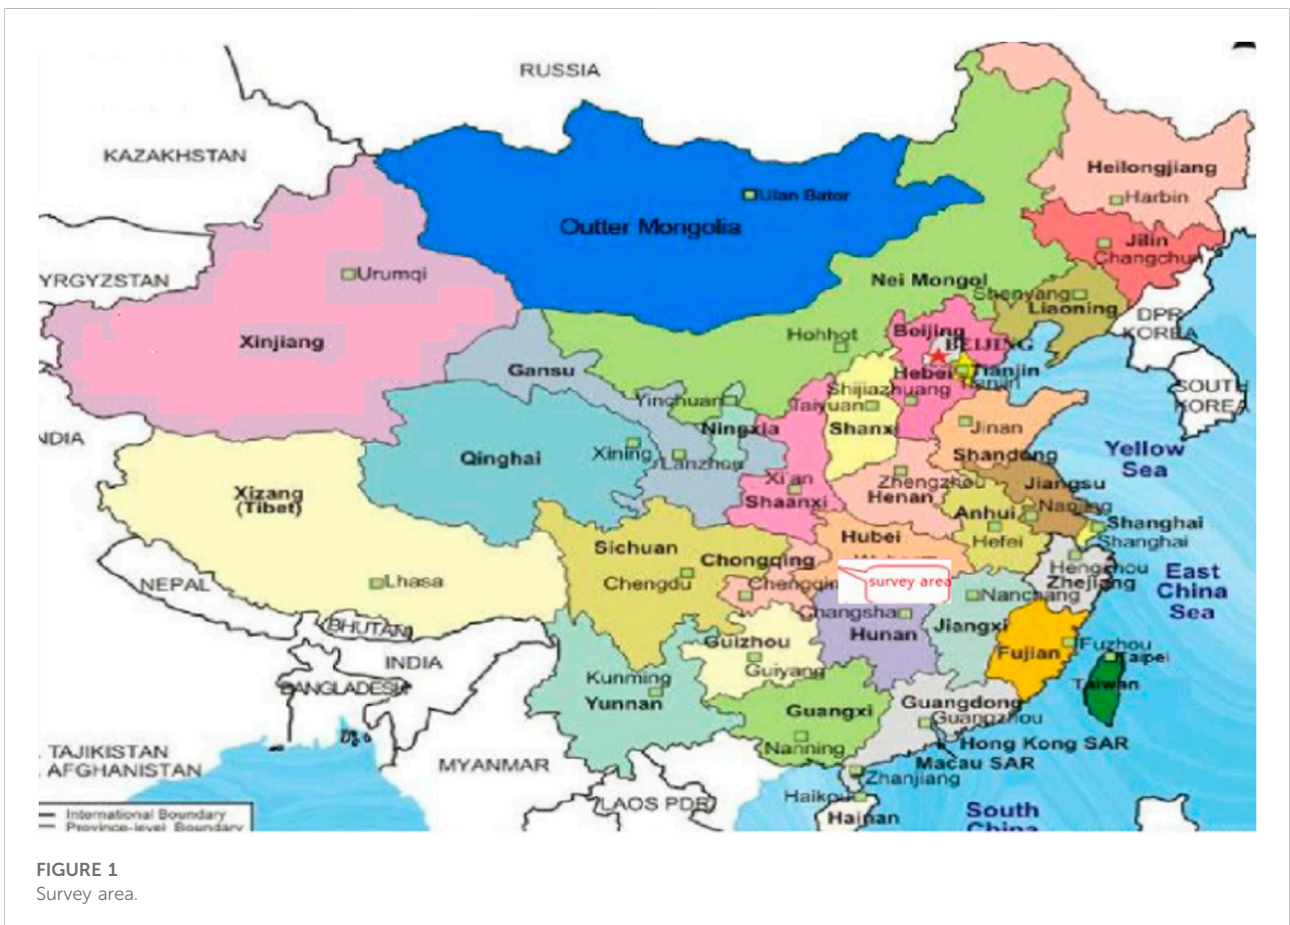 RUSSIA
KAZAKHSTAN
Heilongjiang
Harbin
Ulan Bator
Outter Mongolia
Jilin
Changchun
YRGYZSTAN
Urumqi
Nei Mongol
Shenyang
Liaoning
DPR
KOREA
Xinjiang
Hohhot
Beijing
BEIJING
Gansu
Hebei
Tianjin
Tianjin
Shijiazhuang
SOUTH
KOREA
Yinchuan
Taiyuan
NDIA
Ningxia
Shanxi
Jinan
Qinghai
Xining
Lanzhou
Shandong
Yellow
Sea
Xi'an
Zhengzhou
Jiangsu
Xizang
(Tibet)
Shaanxi
Henan
Nanjing
Anhui
Shanghai
Shanghai
Hubei
Hefei
Sichuan
Chongqing
Hengzhou
Zhejiang
East
China
Sea
NEPAL
Lhasa
Chengdu
Chongqin
survey area
Nanchang
BHUTAN
Changsha
Hunan
Jiangxi
Guizhou
Guiyang
Fujian
Fuzhou
Taipei
INDIA
BANGLADESH
Kunming
Yunnan
Taiwan
Guangxi
Guangdong
Guangzhou
TAJIKISTAN
AFGHANISTAN
MYANMAR
Nanning
Hong Kong SAR
Macau SAR
Zhanjiang
LAOS PDR
Haikou
Hainan
South
China
International Boundary
Province-level Boundary
FIGURE 1
Survey area.